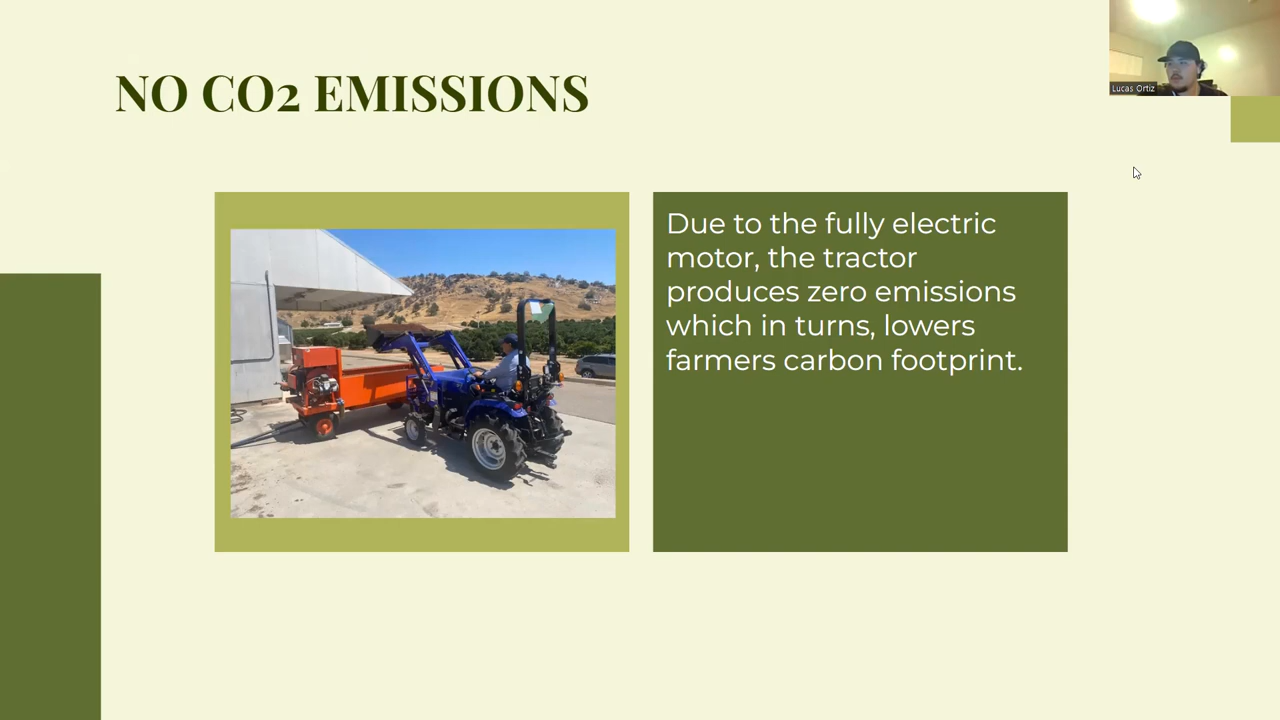 NO CO2 EMISSIONS
Lucas Ortiz
Due to the fully electric
motor, the tractor
produces zero emissions
which in turns, lowers
farmers carbon footprint.